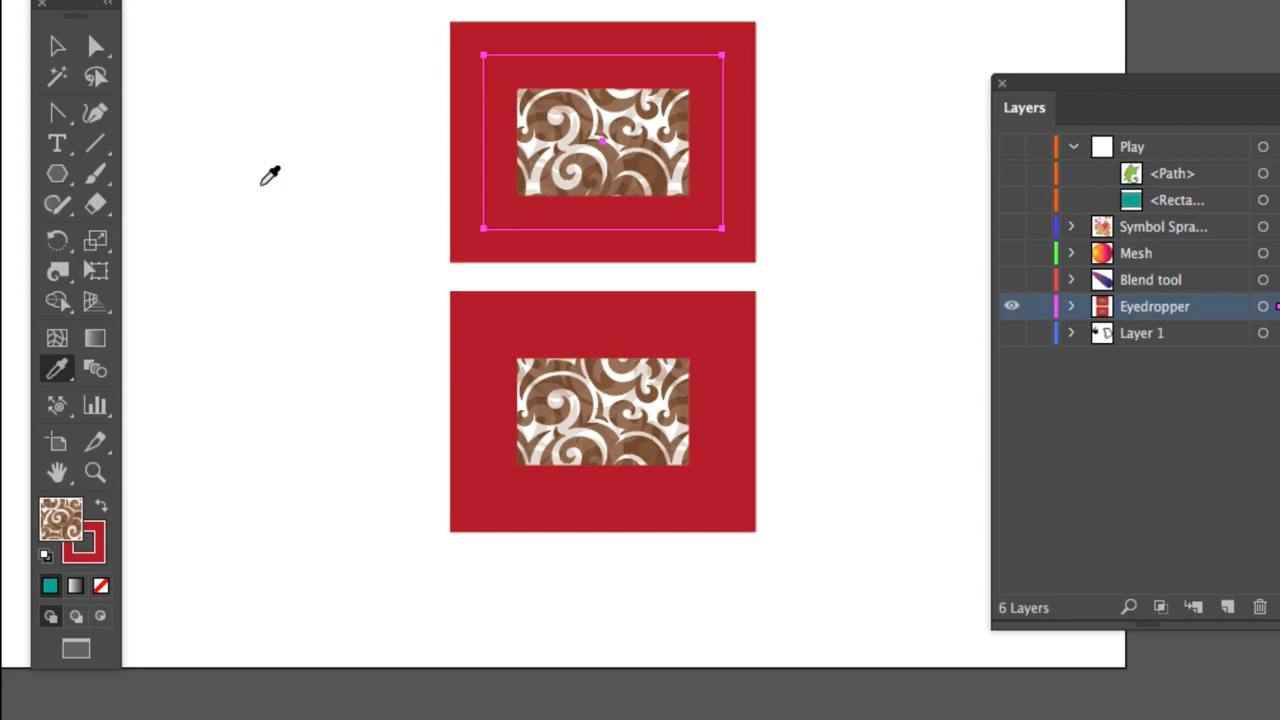 Layers
Play
<Path>
<Recta...
Symbol Spra...
Mesh
Blend tool
Eyedropper
Layer 1
6 Layers